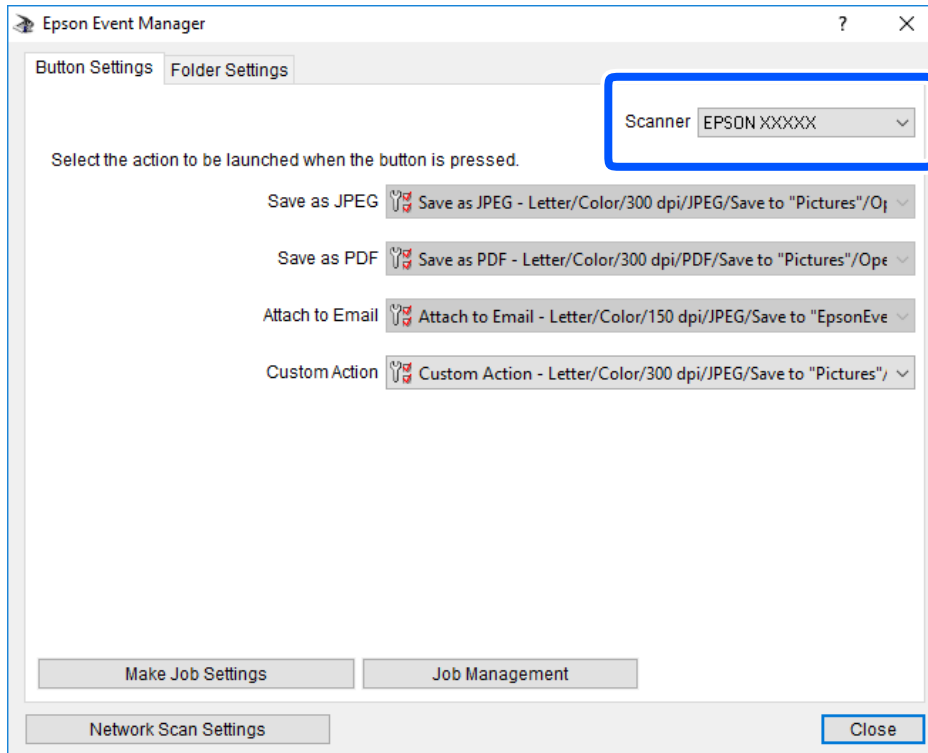 Epson Event Manager
Button Settings Folder Settings
Scanner EPSON XXXXX
Select the action to be launched when the button is pressed.
Save as JPEG Save as JPEG - Letter/Color/300 dpi/JPEG/Save to "Pictures"/Op
Save as PDF Save as PDF - Letter/Color/300 dpi/PDF/Save to "Pictures"/Ope
Attach to Email Attach to Email - Letter/Color/150 dpi/JPEG/Save to "EpsonEve
Custom Action Custom Action - Letter/Color/300 dpi/JPEG/Save to "Pictures"/
Make Job Settings Job Management
Network Scan Settings Close